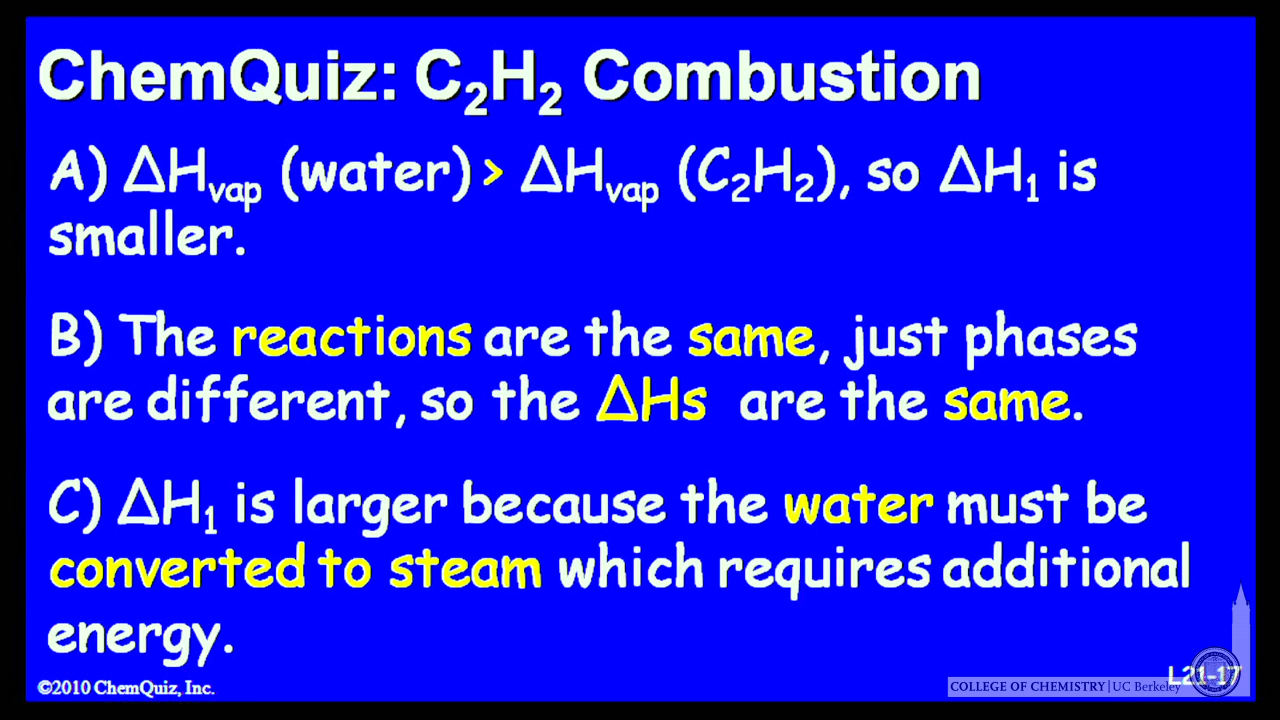 ChemQuiz: C₂H₂ Combustion
A) ΔHvap (water) > ΔHvap (C₂H₂), so ΔH₁ is
smaller.
B) The reactions are the same, just phases
are different, so the ΔHs are the same.
C) ΔH₁ is larger because the water must be
converted to steam which requires additional
energy.
©2010 ChemQuiz, Inc.
L21-17
COLLEGE OF CHEMISTRY | UC Berkeley